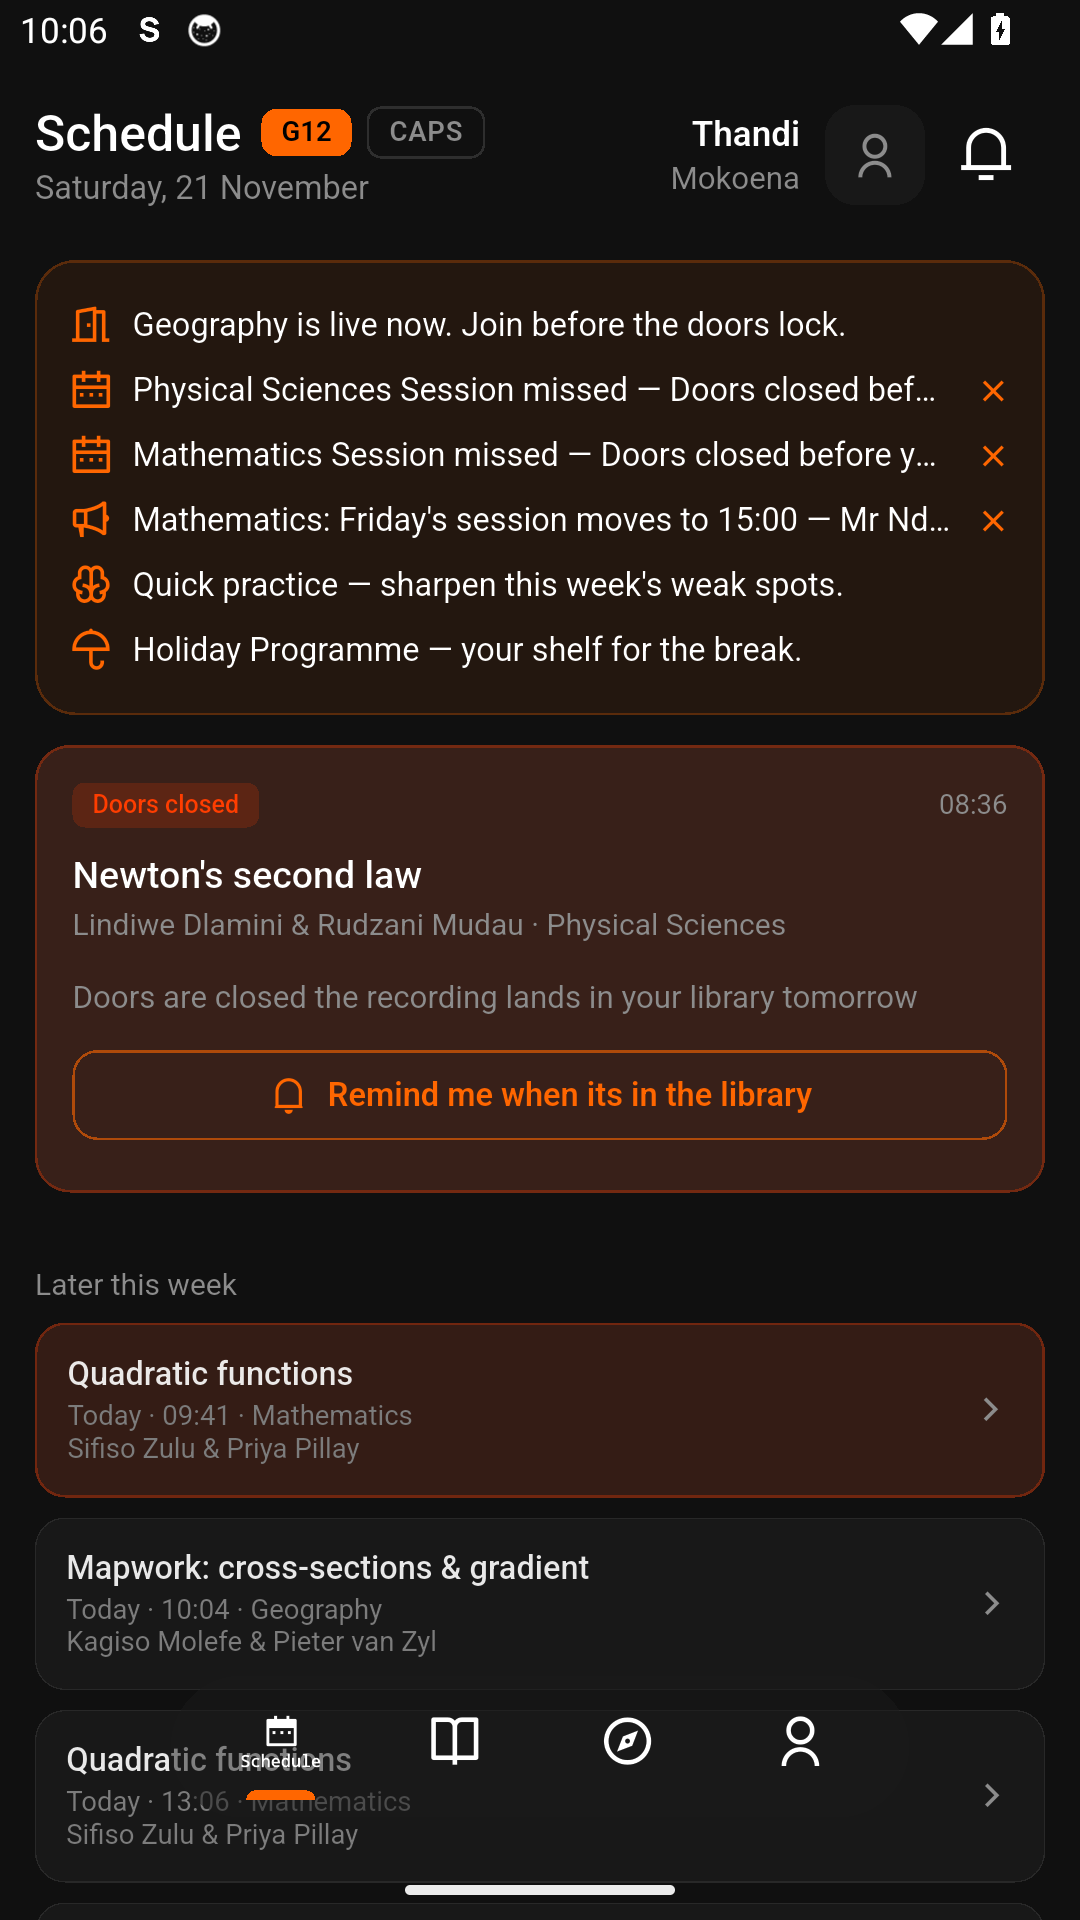 10:06 S
Schedule G12 CAPS
Saturday, 21 November
Thandi
Mokoena
Geography is live now. Join before the doors lock.
Physical Sciences Session missed — Doors closed bef…
Mathematics Session missed — Doors closed before y…
Mathematics: Friday's session moves to 15:00 — Mr Nd…
Quick practice — sharpen this week's weak spots.
Holiday Programme — your shelf for the break.
Doors closed 08:36
Newton's second law
Lindiwe Dlamini & Rudzani Mudau · Physical Sciences
Doors are closed the recording lands in your library tomorrow
Remind me when its in the library
Later this week
Quadratic functions
Today · 09:41 · Mathematics
Sifiso Zulu & Priya Pillay
Mapwork: cross-sections & gradient
Today · 10:04 · Geography
Kagiso Molefe & Pieter van Zyl
Quadratic functions
Today · 13:06 · Mathematics
Sifiso Zulu & Priya Pillay
Schedule